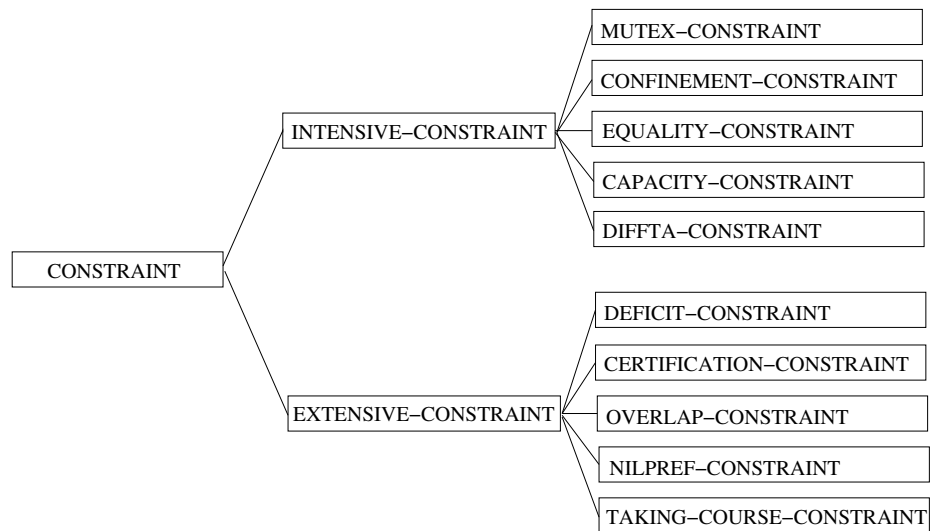 MUTEX−CONSTRAINT
CONFINEMENT−CONSTRAINT
INTENSIVE−CONSTRAINT
EQUALITY−CONSTRAINT
CAPACITY−CONSTRAINT
DIFFTA−CONSTRAINT
CONSTRAINT
DEFICIT−CONSTRAINT
CERTIFICATION−CONSTRAINT
EXTENSIVE−CONSTRAINT
OVERLAP−CONSTRAINT
NILPREF−CONSTRAINT
TAKING−COURSE−CONSTRAINT